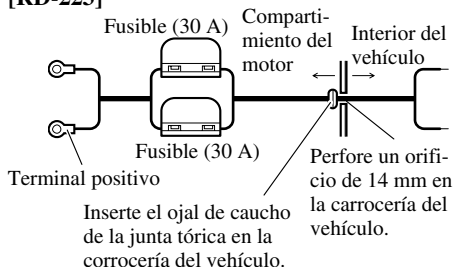 [RD-223]
Fusible (30 A)
Comparti-
miento del
motor
Interior del
vehículo
Fusible (30 A)
Terminal positivo
Perfore un orifi-
cio de 14 mm en
la carrocería del
vehículo.
Inserte el ojal de caucho
de la junta tórica en la
corrocería del vehículo.